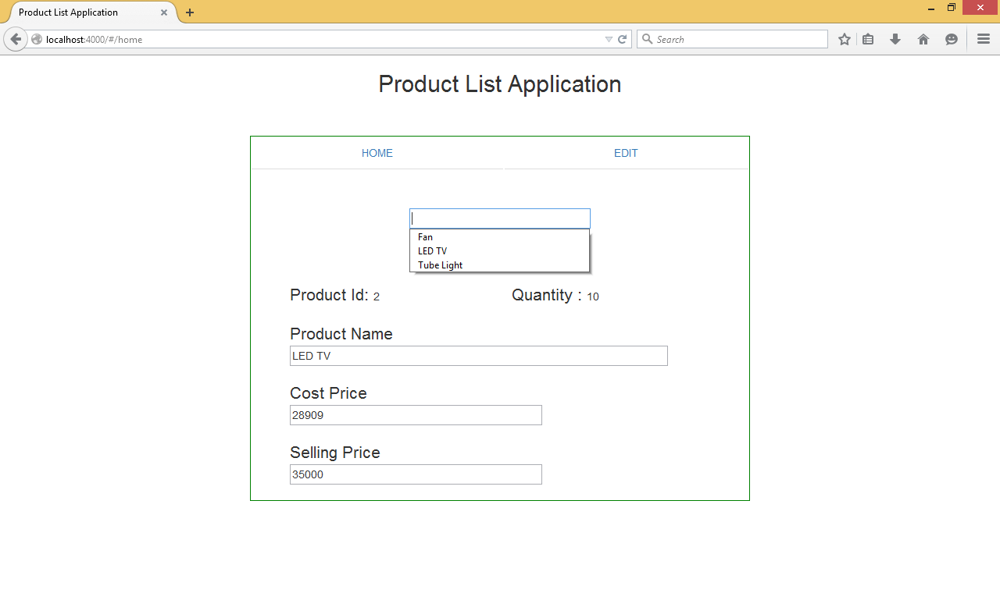 Product List Application
localhost:4000/#/home
Search
Product List Application
HOME EDIT
Fan
LED TV
Tube Light
Product Id: 2 Quantity : 10
Product Name
LED TV
Cost Price
28909
Selling Price
35000